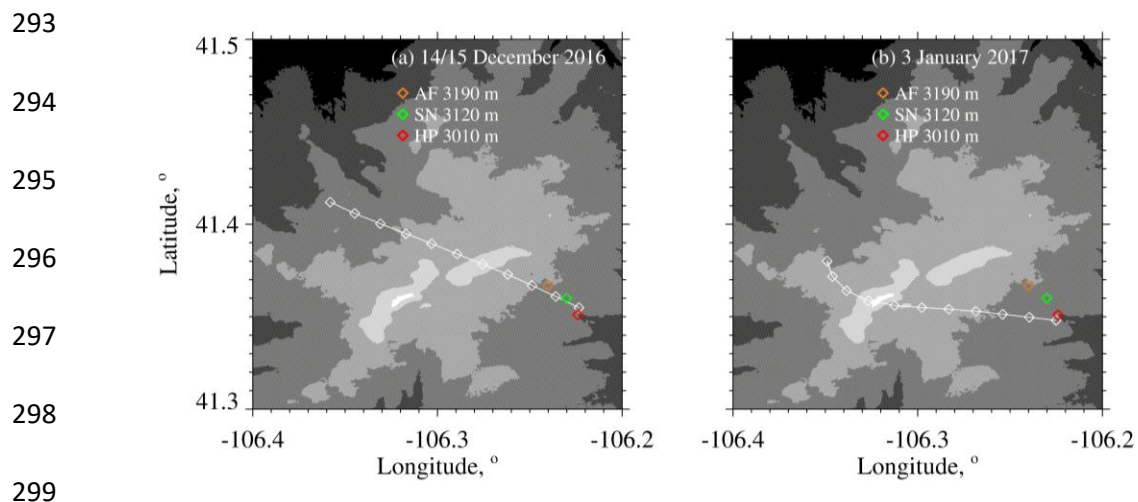 293
294
295
296
297
298
299
41.5
41.4
41.3
Latitude, °
(a) 14/15 December 2016
AF 3190 m
SN 3120 m
HP 3010 m
-106.4
-106.3
-106.2
Longitude, °
(b) 3 January 2017
AF 3190 m
SN 3120 m
HP 3010 m
-106.4
-106.3
-106.2
Longitude, °